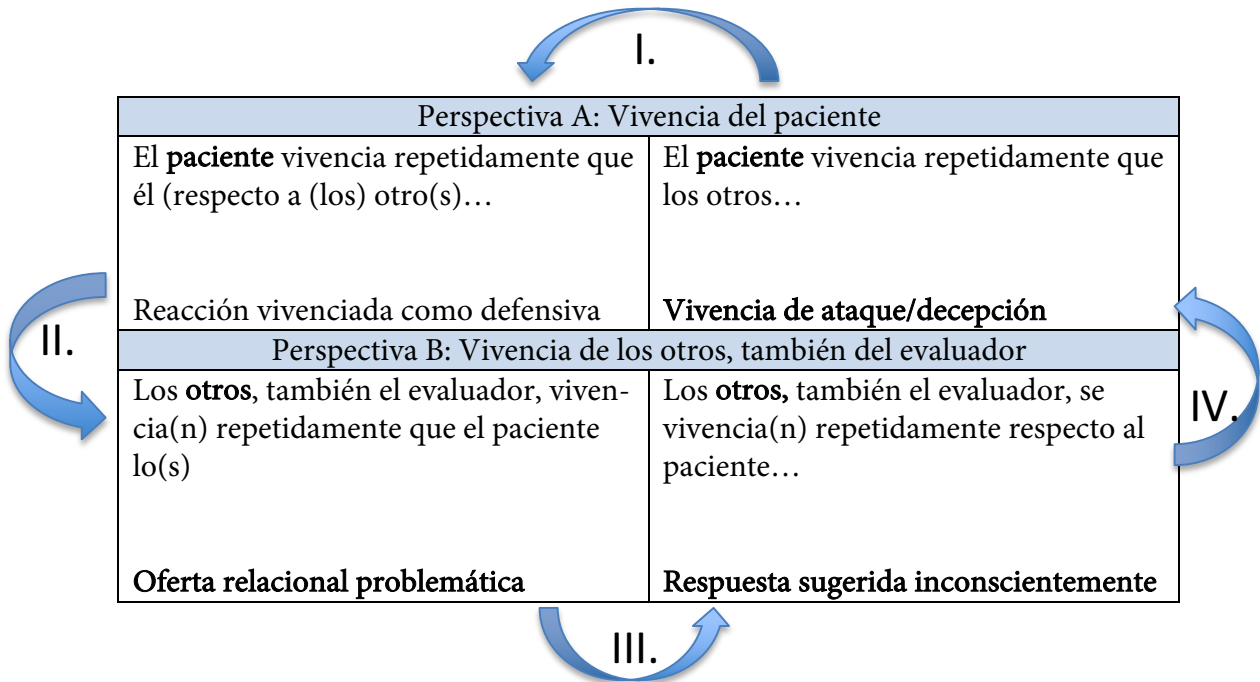 I.
Perspectiva A: Vivencia del paciente
El paciente vivencia repetidamente que
él (respecto a (los) otro(s)…
Reacción vivenciada como defensiva
El paciente vivencia repetidamente que
los otros…
Vivencia de ataque/decepción
II.
Perspectiva B: Vivencia de los otros, también del evaluador
Los otros, también el evaluador, viven-
cia(n) repetidamente que el paciente
lo(s)
Oferta relacional problemática
Los otros, también el evaluador, se
vivencia(n) repetidamente respecto al
paciente…
Respuesta sugerida inconscientemente
IV.
III.